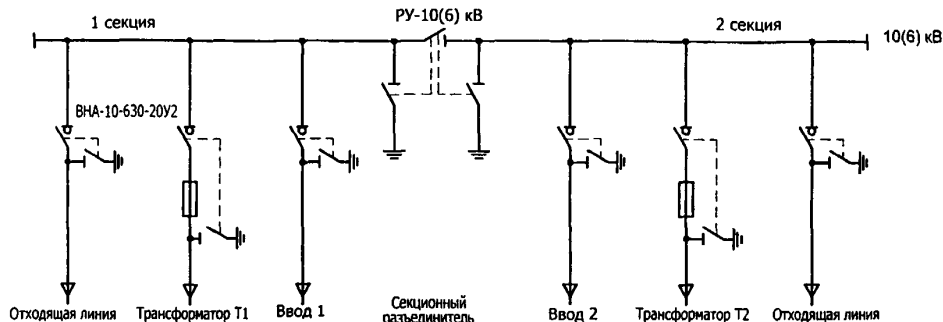 РУ-10(6) кВ
1 секция
2 секция
10(6) кВ
ВНА-10-630-20У2
Отходящая линия
Трансформатор Т1
Ввод 1
Секционный
разъединитель
Ввод 2
Трансформатор Т2
Отходящая линия